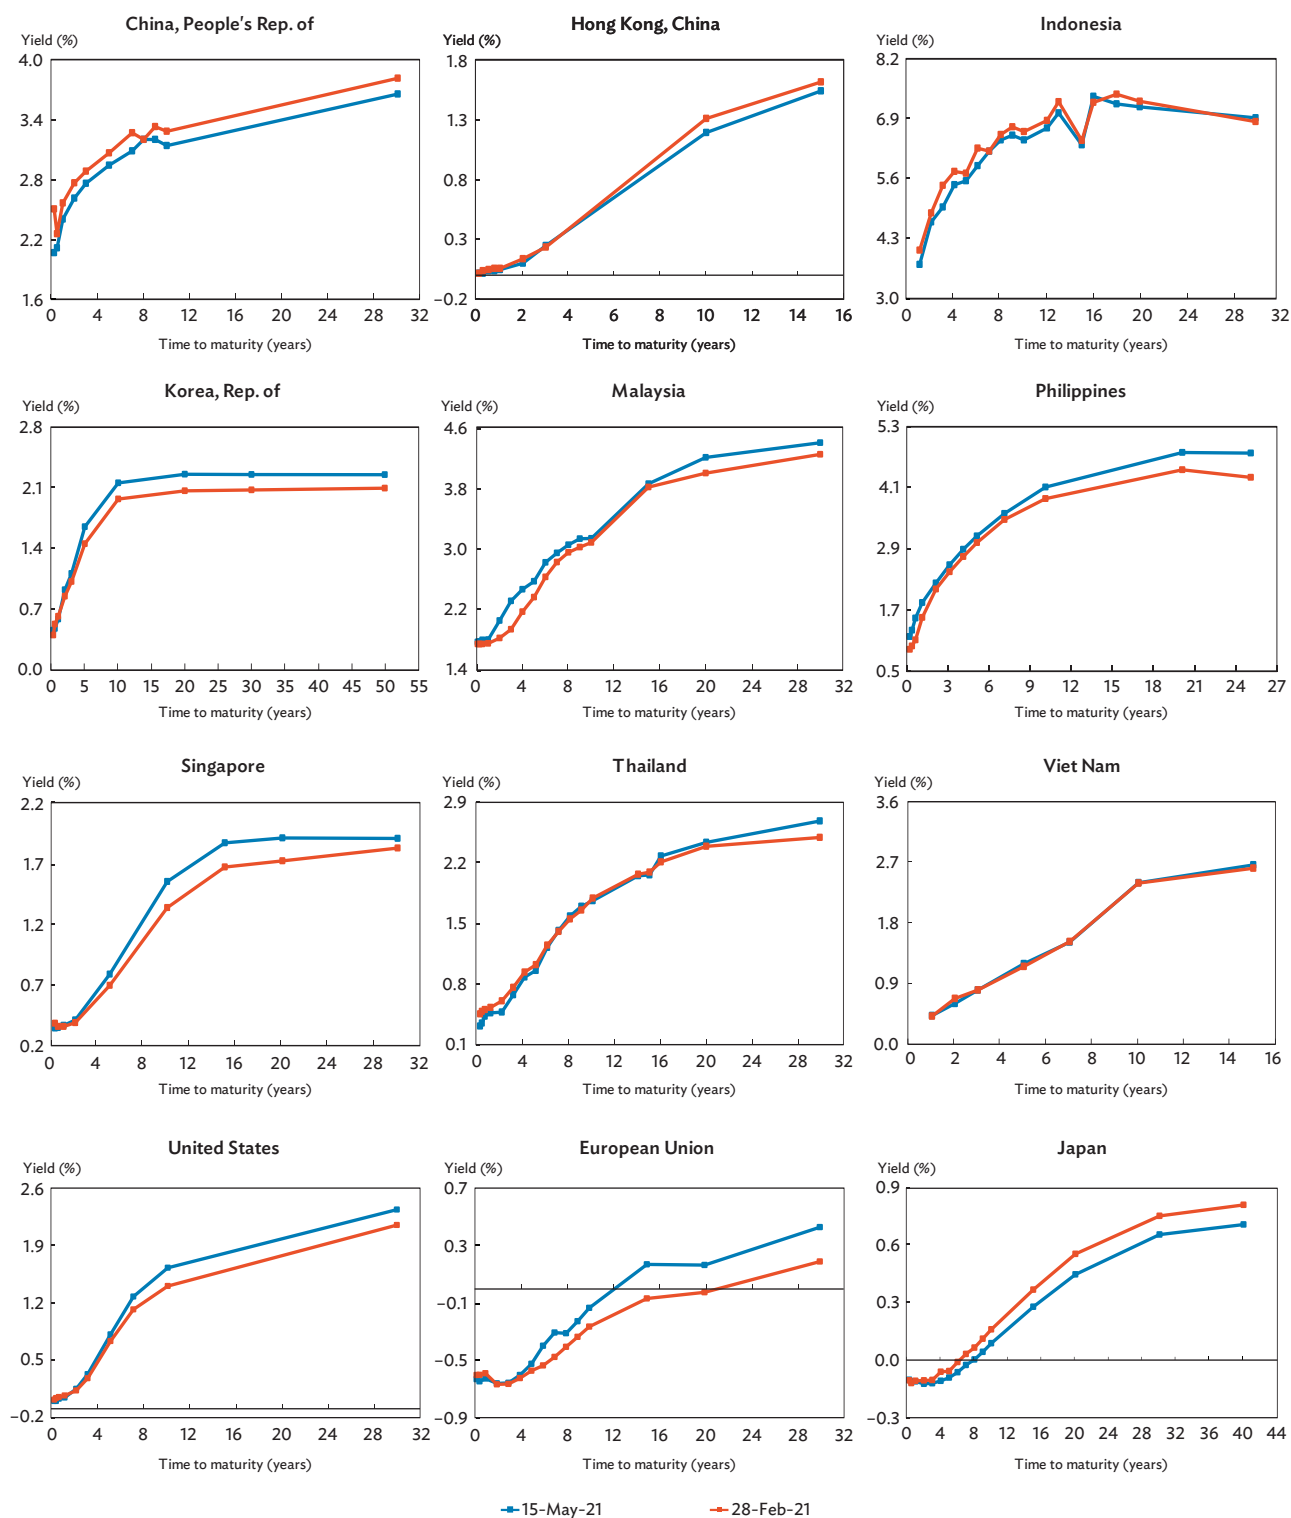 China, People's Rep. of
Yield (%)
4.0
3.4
2.8
2.2
1.6
0 4 8 12 16 20 24 28 32
Time to maturity (years)
Hong Kong, China
Yield (%)
1.8
1.3
0.8
0.3
–0.2
0 2 4 6 8 10 12 14 16
Time to maturity (years)
Indonesia
Yield (%)
8.2
6.9
5.6
4.3
3.0
0 4 8 12 16 20 24 28 32
Time to maturity (years)
Korea, Rep. of
Yield (%)
2.8
2.1
1.4
0.7
0.0
0 5 10 15 20 25 30 35 40 45 50 55
Time to maturity (years)
Malaysia
Yield (%)
4.6
3.8
3.0
2.2
1.4
0 4 8 12 16 20 24 28 32
Time to maturity (years)
Philippines
Yield (%)
5.3
4.1
2.9
1.7
0.5
0 3 6 9 12 15 18 21 24 27
Time to maturity (years)
Singapore
Yield (%)
2.2
1.7
1.2
0.7
0.2
0 4 8 12 16 20 24 28 32
Time to maturity (years)
Thailand
Yield (%)
2.9
2.2
1.5
0.8
0.1
0 4 8 12 16 20 24 28 32
Time to maturity (years)
Viet Nam
Yield (%)
3.6
2.7
1.8
0.9
0.0
0 2 4 6 8 10 12 14 16
Time to maturity (years)
United States
Yield (%)
2.6
1.9
1.2
0.5
–0.2
0 4 8 12 16 20 24 28 32
Time to maturity (years)
European Union
Yield (%)
0.7
0.3
–0.1
–0.5
–0.9
0 4 8 12 16 20 24 28 32
Time to maturity (years)
Japan
Yield (%)
0.9
0.6
0.3
0.0
–0.3
0 4 8 12 16 20 24 28 32 36 40 44
Time to maturity (years)
15-May-21 28-Feb-21